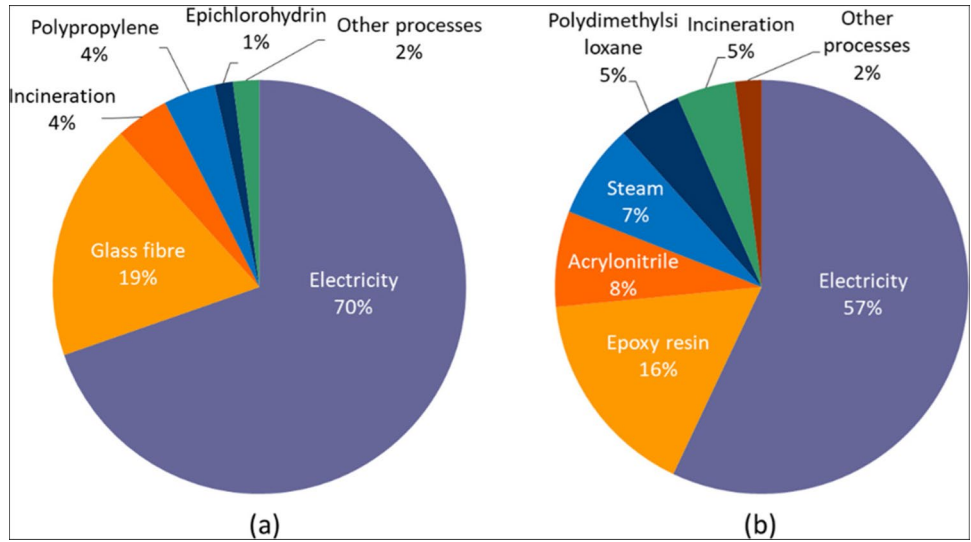 Epichlorohydrin
1%
Polypropylene
4%
Other processes
2%
Incineration
4%
Glass fibre
19%
Electricity
70%
(a)
Polydimethylsi
loxane
5%
Incineration
5%
Other
processes
2%
Steam
7%
Acrylonitrile
8%
Epoxy resin
16%
Electricity
57%
(b)